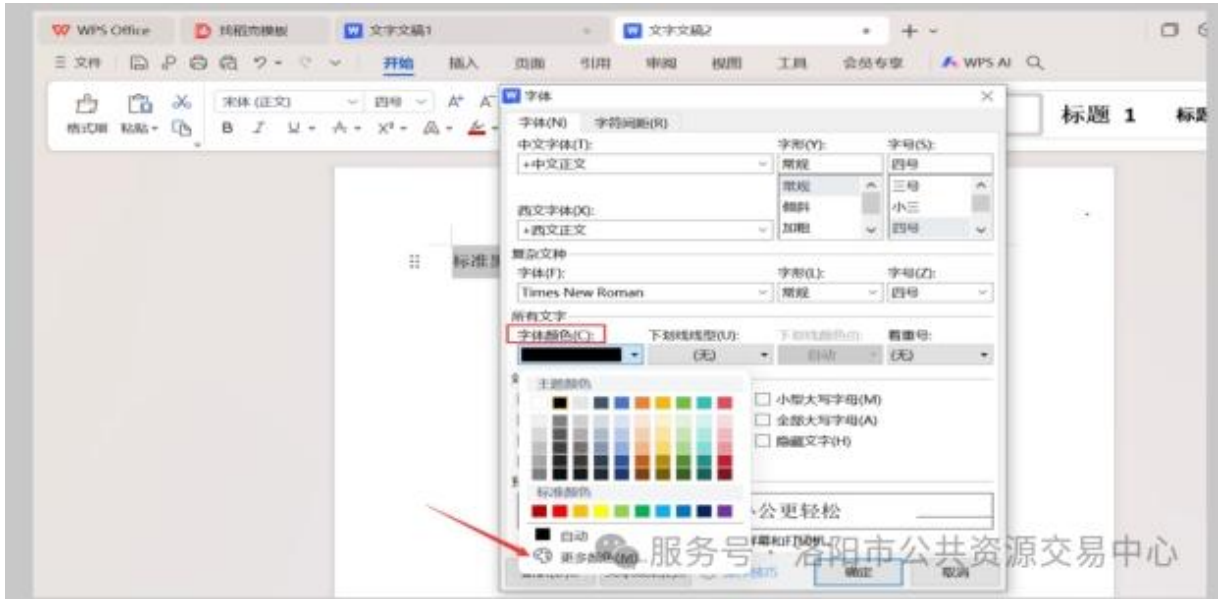 WPS Office 找稻壳模板 文字文稿1 文字文稿2
文件 开始 插入 页面 引用 审阅 视图 工具 会员专享 WPS AI
格式刷 粘贴 宋体 (正文) 四号 标题 1 标题
B I U A X²
字体
字体(N) 字符间距(R)
中文字体(T): 字形(Y): 字号(S):
+中文正文 常规 四号
常规 三号
倾斜 小三
加粗 四号
西文字体(X):
+西文正文
标准
复杂文种
字体(F): 字形(L): 字号(Z):
Times New Roman 常规 四号
所有文字
字体颜色(C): 下划线线型(U): 下划线颜色(I): 着重号:
(无) 自动 (无)
主题颜色
小型大写字母(M)
全部大写字母(A)
隐藏文字(H)
标准颜色
公更轻松
自动
更多颜色(M)...
确定 取消
服务号 · 洛阳市公共资源交易中心